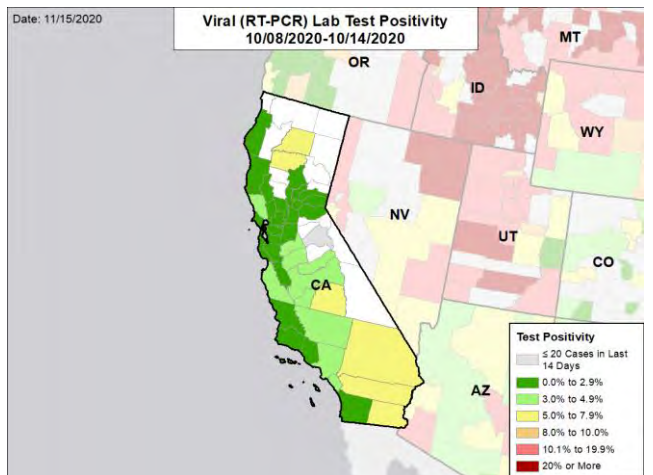 Date: 11/15/2020
Viral (RT-PCR) Lab Test Positivity
10/08/2020-10/14/2020
MT
OR
ID
WY
NV
UT
CO
CA
AZ
Test Positivity
≤ 20 Cases in Last
14 Days
0.0% to 2.9%
3.0% to 4.9%
5.0% to 7.9%
8.0% to 10.0%
10.1% to 19.9%
20% or More